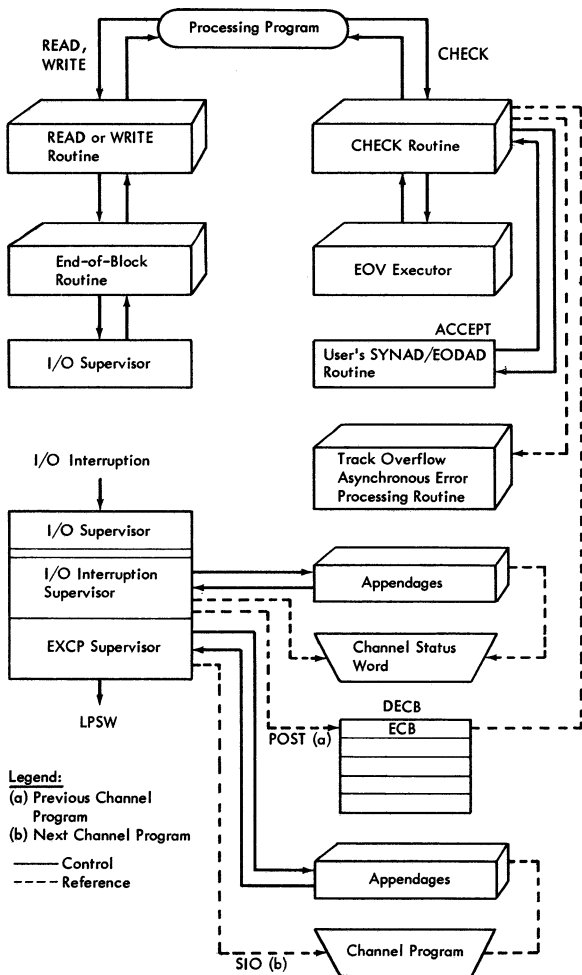 Processing Program
READ,
WRITE
CHECK
READ or WRITE
Routine
CHECK Routine
End-of-Block
Routine
EOV Executor
ACCEPT
I/O Supervisor
User's SYNAD/EODAD
Routine
Track Overflow
Asynchronous Error
Processing Routine
I/O Interruption
I/O Supervisor
I/O Interruption
Supervisor
Appendages
EXCP Supervisor
Channel Status
Word
LPSW
DECB
ECB
POST (a)
Legend:
(a) Previous Channel
Program
(b) Next Channel Program
Control
Reference
Appendages
Channel Program
SIO (b)